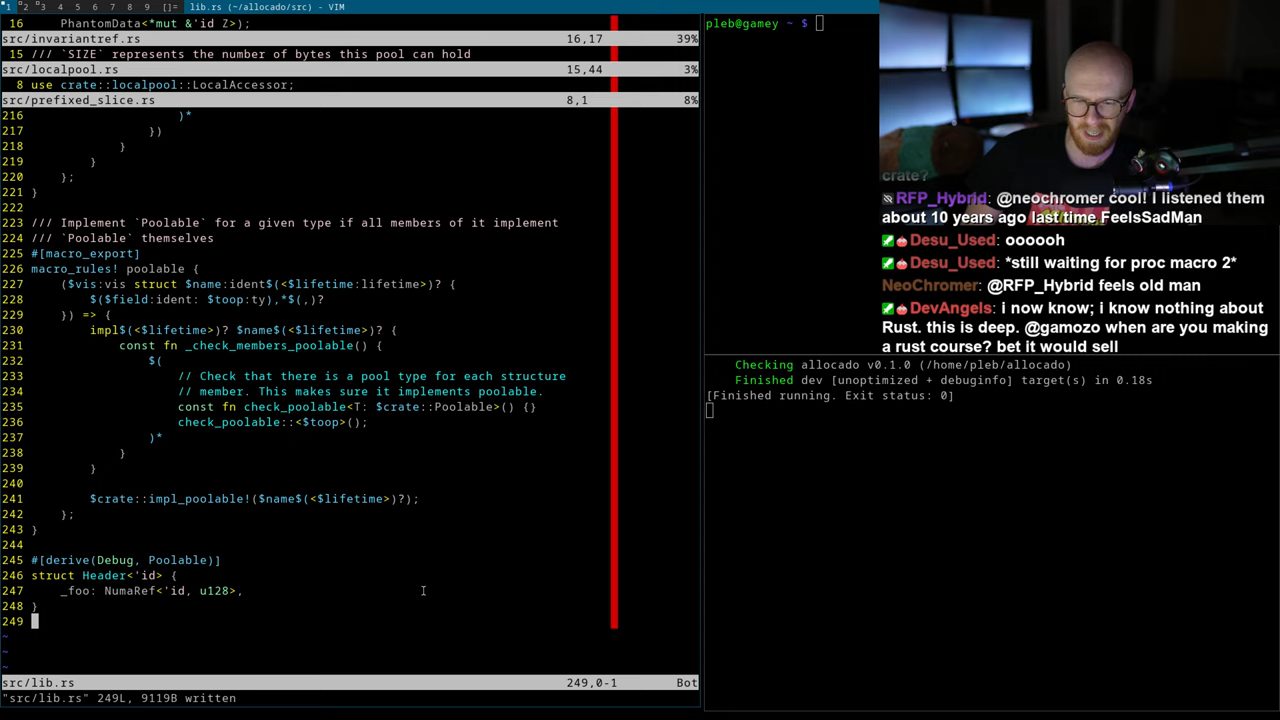 1 2 3 4 5 6 7 8 9 []= lib.rs (~/allocado/src) - VIM
16     PhantomData<*mut &'id Z>);
src/invariantref.rs 16,17 39%
15 /// `SIZE` represents the number of bytes this pool can hold
src/localpool.rs 15,44 3%
8 use crate::localpool::LocalAccessor;
src/prefixed_slice.rs 8,1 8%
216                     )*
217                 })
218             }
219         }
220     };
221 }
222
223 /// Implement `Poolable` for a given type if all members of it implement
224 /// `Poolable` themselves
225 #[macro_export]
226 macro_rules! poolable {
227     ($vis:vis struct $name:ident$(<$lifetime:lifetime>)? {
228         $($field:ident: $toop:ty),*$(,)?
229     }) => {
230         impl$(<$lifetime>)? $name$(<$lifetime>)? {
231             const fn _check_members_poolable() {
232                 $(
233                     // Check that there is a pool type for each structure
234                     // member. This makes sure it implements poolable.
235                     const fn check_poolable<T: $crate::Poolable>() {}
236                     check_poolable::<$toop>();
237                 )*
238             }
239         }
240
241         $crate::impl_poolable!($name$(<$lifetime>)?);
242     };
243 }
244
245 #[derive(Debug, Poolable)]
246 struct Header<'id> {
247     _foo: NumaRef<'id, u128>,
248 }
249
~
~
~
src/lib.rs 249,0-1 Bot
"src/lib.rs" 249L, 9119B written
pleb@gamey ~ $
Checking allocado v0.1.0 (/home/pleb/allocado)
Finished dev [unoptimized + debuginfo] target(s) in 0.18s
[Finished running. Exit status: 0]
crate?
RFP_Hybrid: @neochromer cool! I listened them
about 10 years ago last time FeelsSadMan
Desu_Used: oooooh
Desu_Used: *still waiting for proc macro 2*
NeoChromer: @RFP_Hybrid feels old man
DevAngels: i now know; i know nothing about
Rust. this is deep. @gamozo when are you making
a rust course? bet it would sell